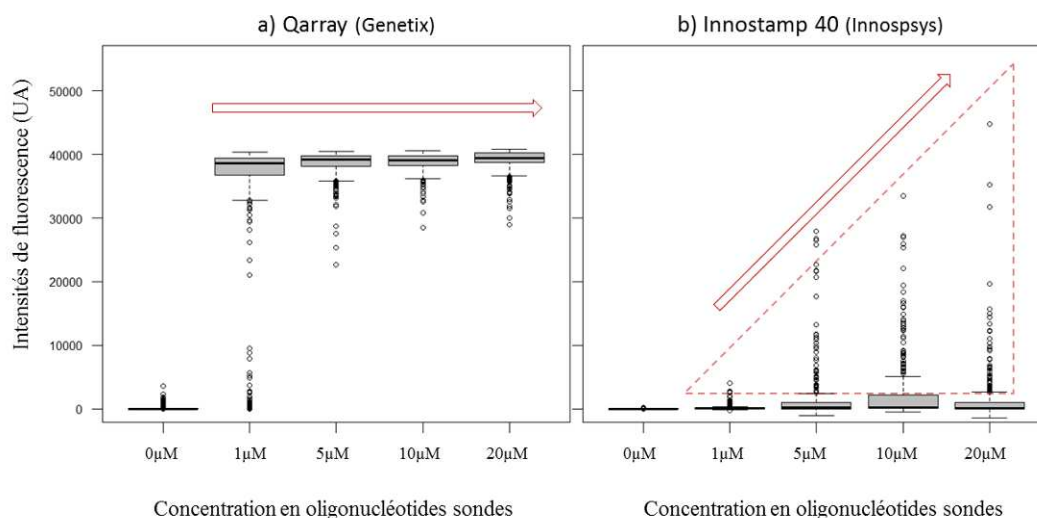 a) Qarray (Genetix)
b) Innostamp 40 (Innospsys)
Intensités de fluorescence (UA)
50000
40000
30000
20000
10000
0
0µM 1µM 5µM 10µM 20µM
0µM 1µM 5µM 10µM 20µM
Concentration en oligonucléotides sondes
Concentration en oligonucléotides sondes